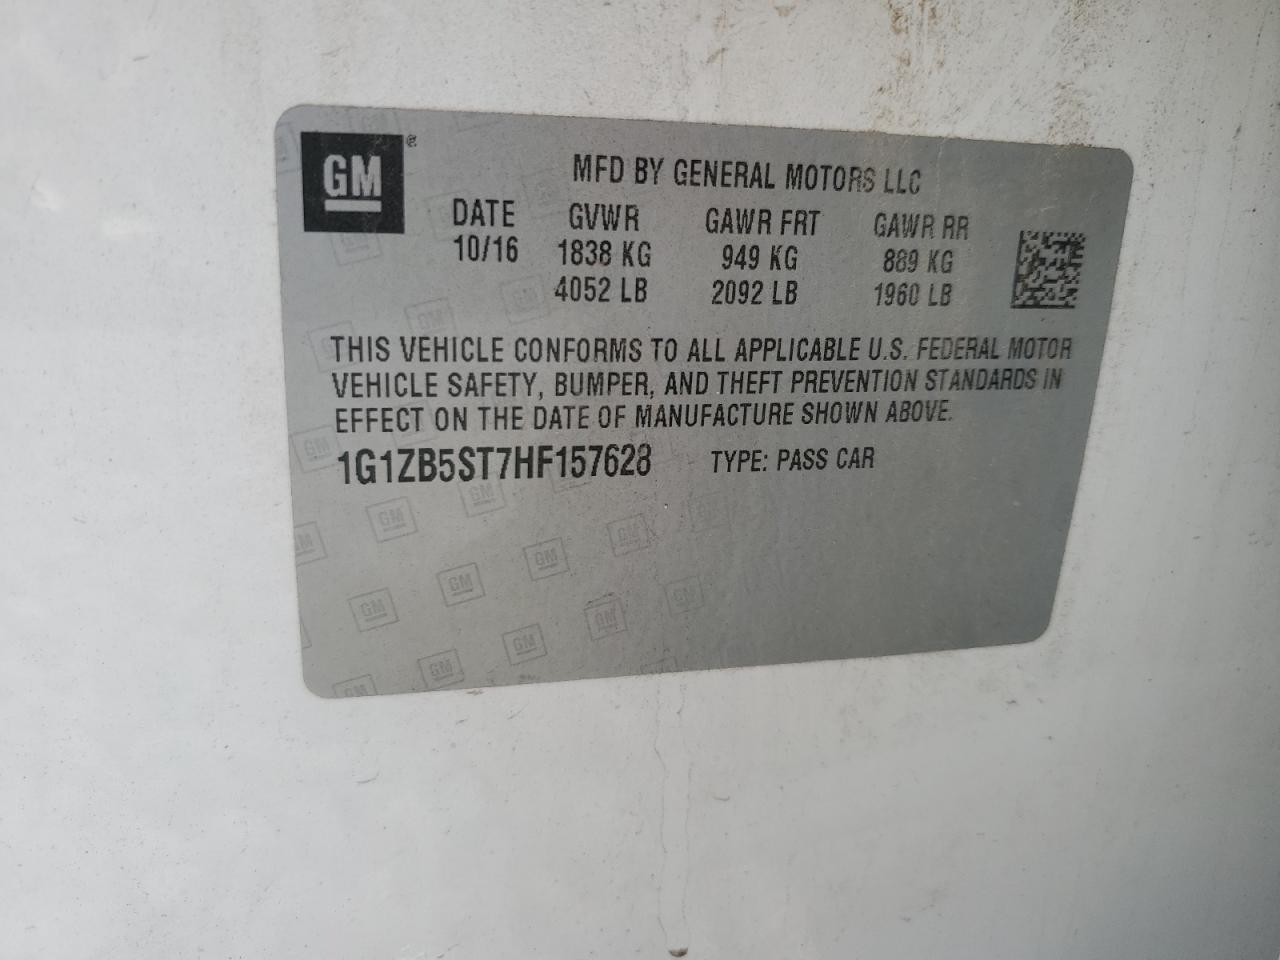 GM ®
MFD BY GENERAL MOTORS LLC
DATE GVWR GAWR FRT GAWR RR
10/16 1838 KG 949 KG 889 KG
4052 LB 2092 LB 1960 LB
THIS VEHICLE CONFORMS TO ALL APPLICABLE U.S. FEDERAL MOTOR
VEHICLE SAFETY, BUMPER, AND THEFT PREVENTION STANDARDS IN
EFFECT ON THE DATE OF MANUFACTURE SHOWN ABOVE.
1G1ZB5ST7HF157628 TYPE: PASS CAR